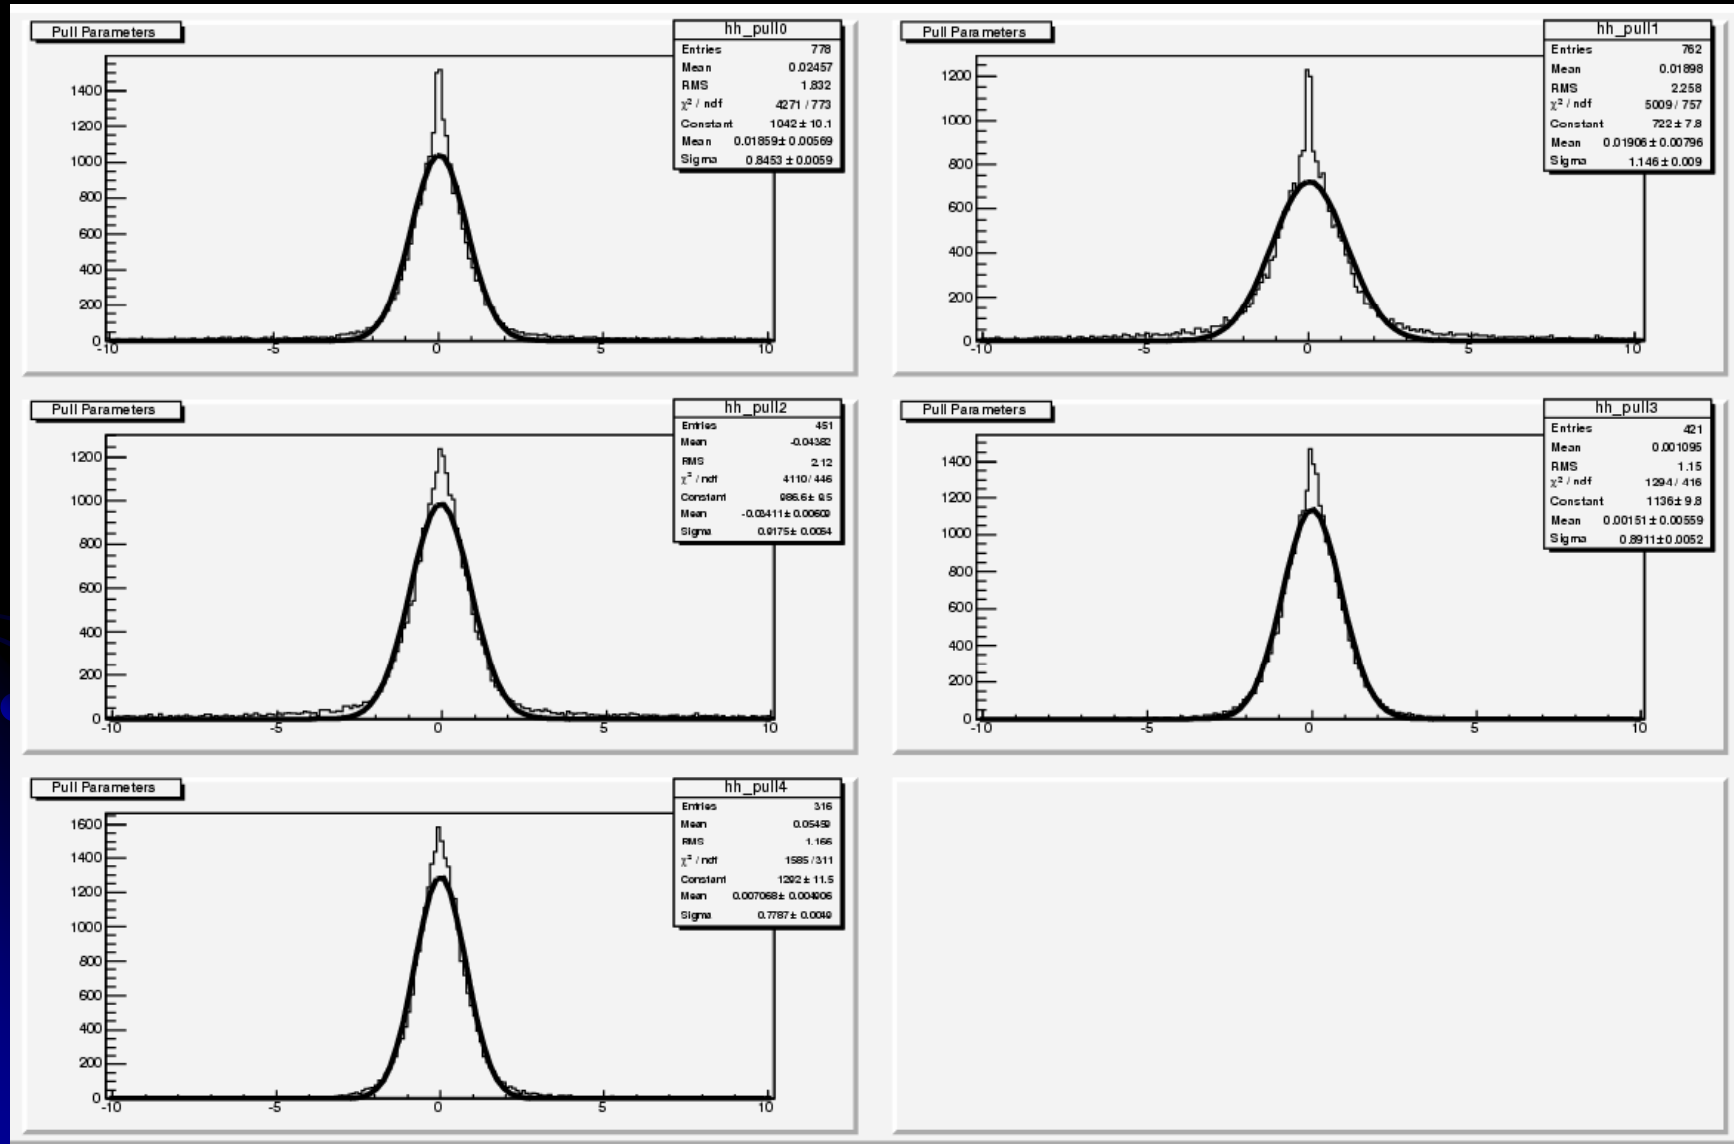 Pull Parameters
hh_pull0
Entries 778
Mean 0.02457
RMS 1.832
χ² / ndf 4271 / 773
Constant 1042 ± 10.1
Mean 0.01859 ± 0.00569
Sigma 0.8453 ± 0.0059
1400
1200
1000
800
600
400
200
0
-10 -5 0 5 10
Pull Parameters
hh_pull1
Entries 762
Mean 0.01898
RMS 2.258
χ² / ndf 5009 / 757
Constant 722 ± 7.8
Mean 0.01906 ± 0.00796
Sigma 1.146 ± 0.009
1200
1000
800
600
400
200
0
-10 -5 0 5 10
Pull Parameters
hh_pull2
Entries 451
Mean -0.04382
RMS 2.12
χ² / ndf 4110 / 446
Constant 986.6 ± 9.5
Mean ± 0.00609
Sigma 0.9175 ± 0.0054
1200
1000
800
600
400
200
0
-10 -5 0 5 10
Pull Parameters
hh_pull3
Entries 421
Mean 0.001095
RMS 1.15
χ² / ndf 1294 / 416
Constant 1136 ± 9.8
Mean 0.00151 ± 0.00559
Sigma 0.8911 ± 0.0052
1400
1200
1000
800
600
400
200
0
-10 -5 0 5 10
Pull Parameters
hh_pull4
Entries 316
Mean 0.05459
RMS 1.166
χ² / ndf 1585 / 311
Constant 1292 ± 11.5
Mean 0.007068 ± 0.004906
Sigma 0.7787 ± 0.0049
1600
1400
1200
1000
800
600
400
200
0
-10 -5 0 5 10